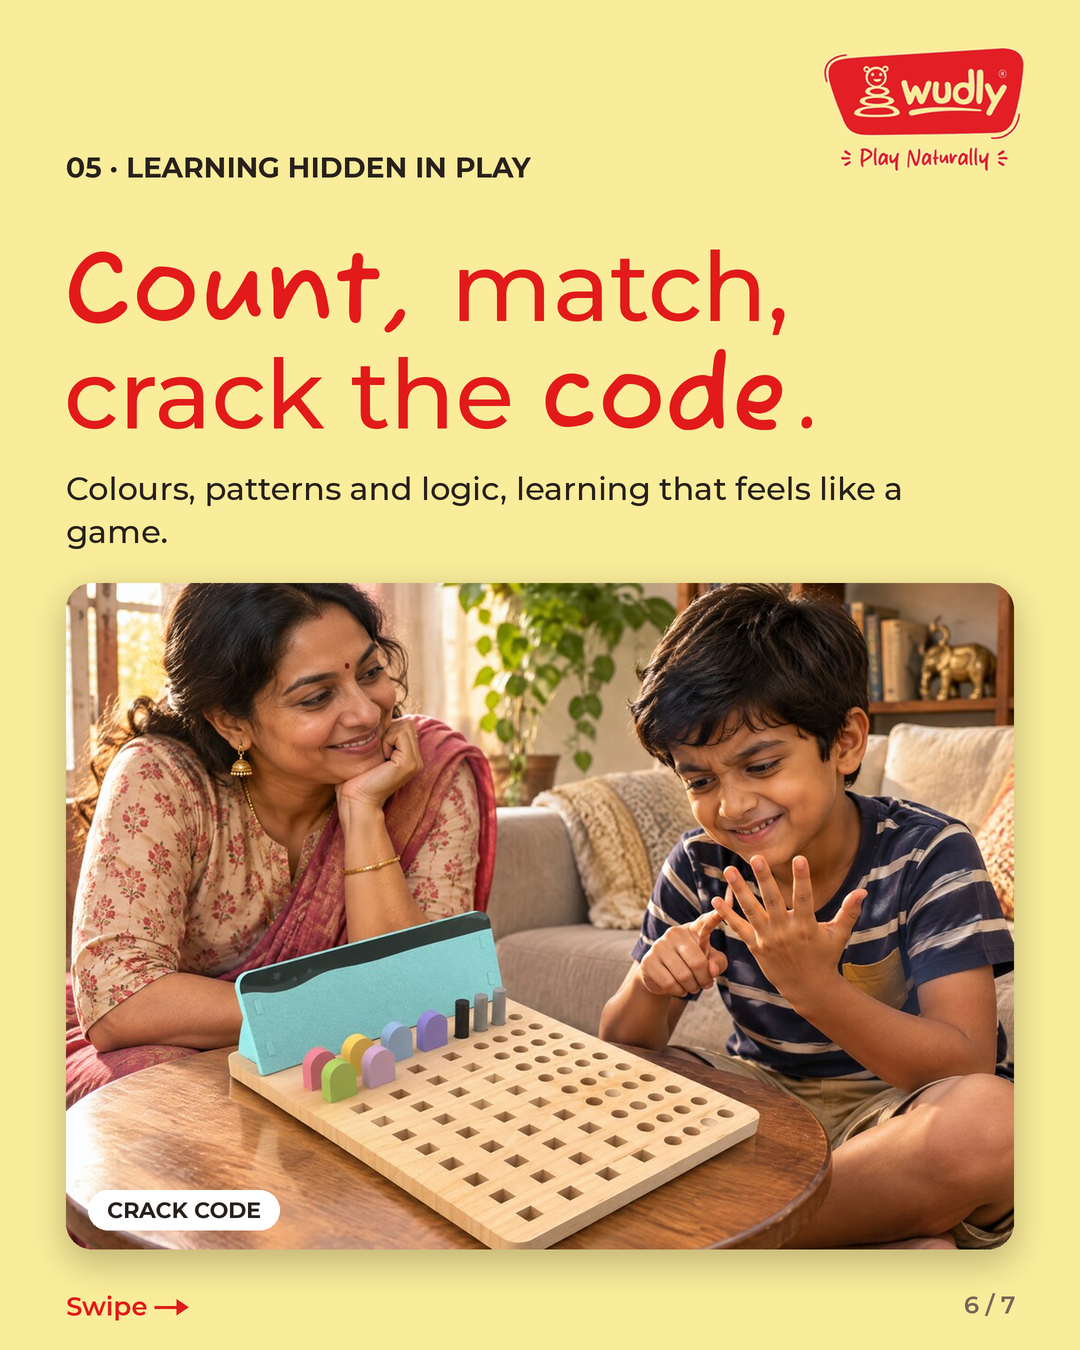 wudly®
Play Naturally
05 · LEARNING HIDDEN IN PLAY
Count, match,
crack the code.
Colours, patterns and logic, learning that feels like a
game.
CRACK CODE
Swipe →
6 / 7